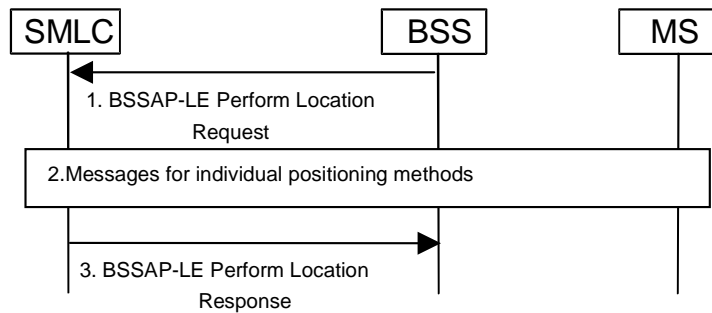 SMLC
BSS
MS
1. BSSAP-LE Perform Location
Request
2.Messages for individual positioning methods
3. BSSAP-LE Perform Location
Response